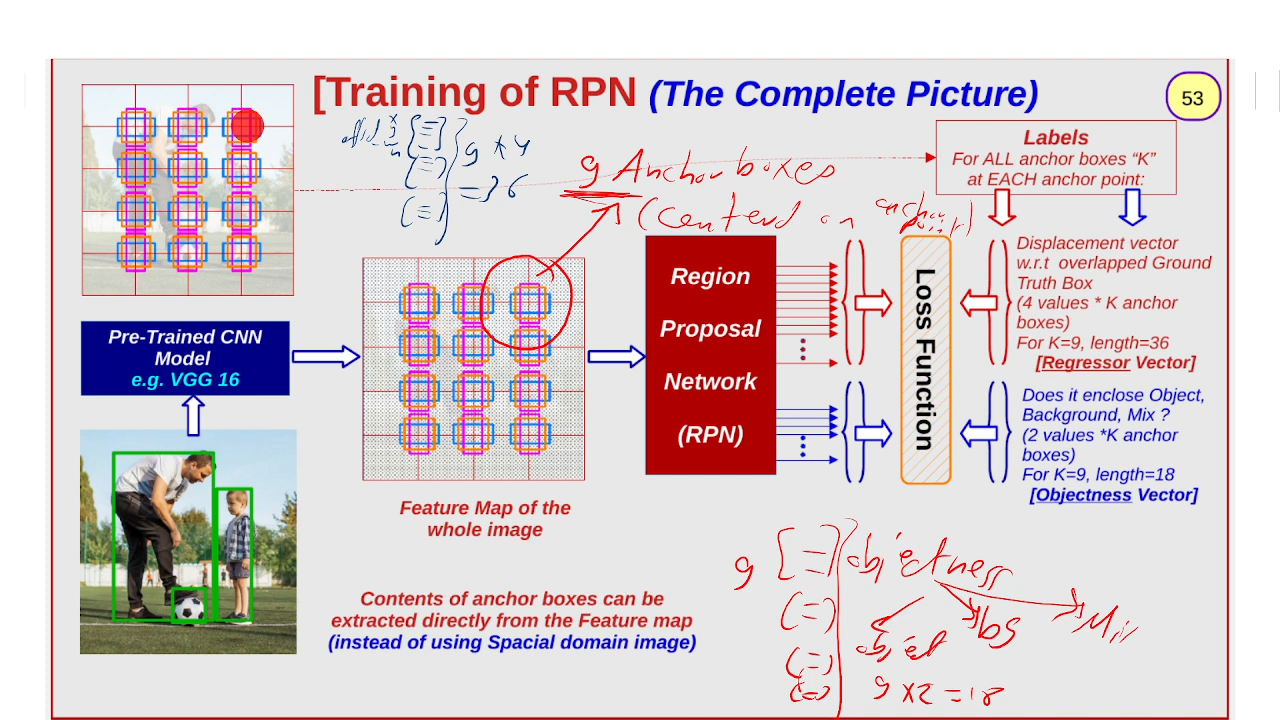 [Training of RPN (The Complete Picture)
53
9 * 4
= 36
9 Anchor boxes
(centerd on anchor point)
Labels
For ALL anchor boxes “K”
at EACH anchor point:
Pre-Trained CNN
Model
e.g. VGG 16
Region
Proposal
Network
(RPN)
Loss Function
Displacement vector
w.r.t overlapped Ground
Truth Box
(4 values * K anchor
boxes)
For K=9, length=36
[Regressor Vector]
Does it enclose Object,
Background, Mix ?
(2 values *K anchor
boxes)
For K=9, length=18
[Objectness Vector]
Feature Map of the
whole image
Contents of anchor boxes can be
extracted directly from the Feature map
(instead of using Spacial domain image)
9
objectness
object
bg
Mix
9 x 2 = 18